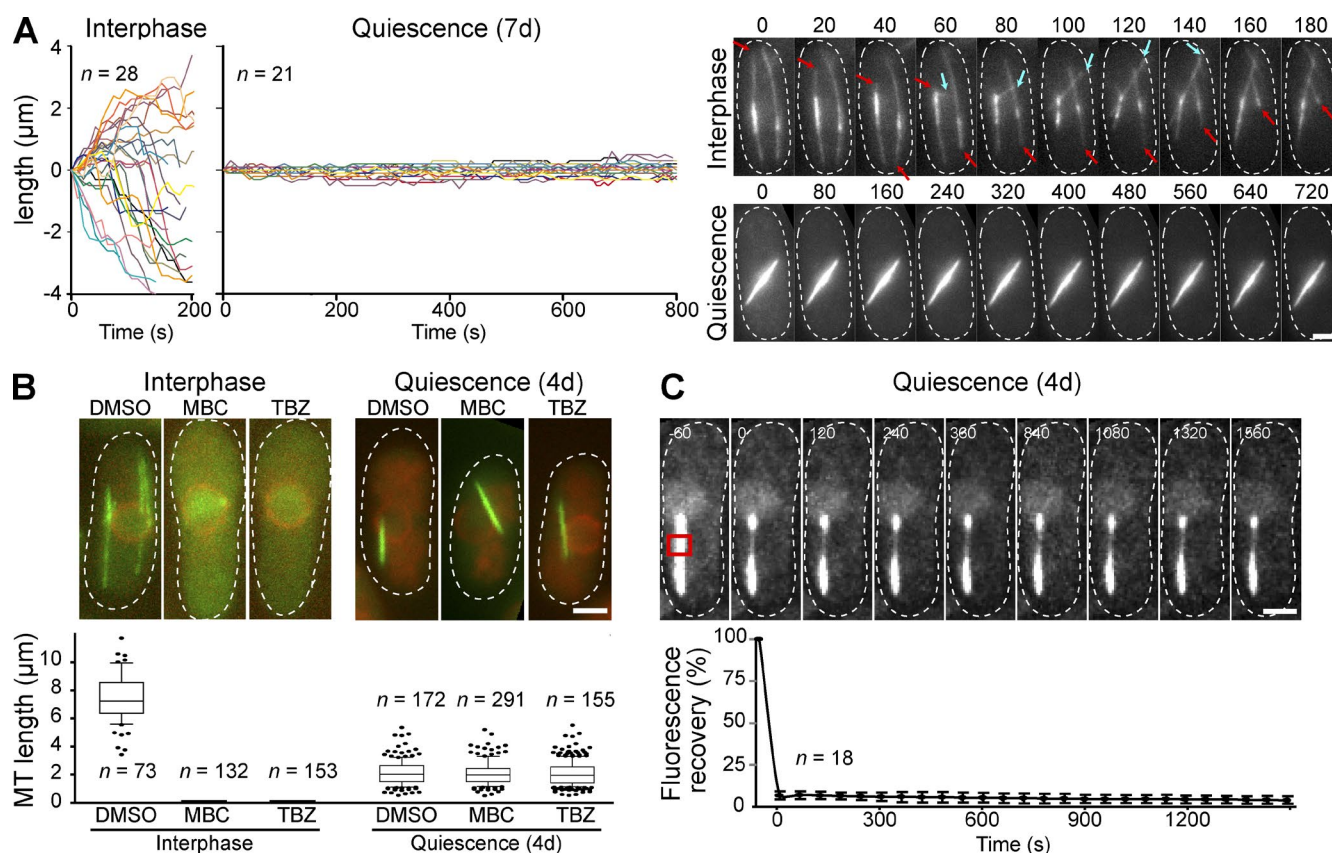 A
Interphase
Quiescence (7d)
n = 28
n = 21
length (µm)
4
2
0
-2
-4
0 200
0 200 400 600 800
Time (s)
Time (s)
Interphase
0 20 40 60 80 100 120 140 160 180
Quiescence
0 80 160 240 320 400 480 560 640 720
B
Interphase
Quiescence (4d)
DMSO MBC TBZ
DMSO MBC TBZ
MT length (µm)
10
8
6
4
2
0
n = 73 n = 132 n = 153
n = 172 n = 291 n = 155
DMSO MBC TBZ
DMSO MBC TBZ
Interphase
Quiescence (4d)
C
Quiescence (4d)
-60 0 120 240 360 840 1080 1320 1560
Fluorescence
recovery (%)
100
75
50
25
0
n = 18
0 300 600 900 1200
Time (s)